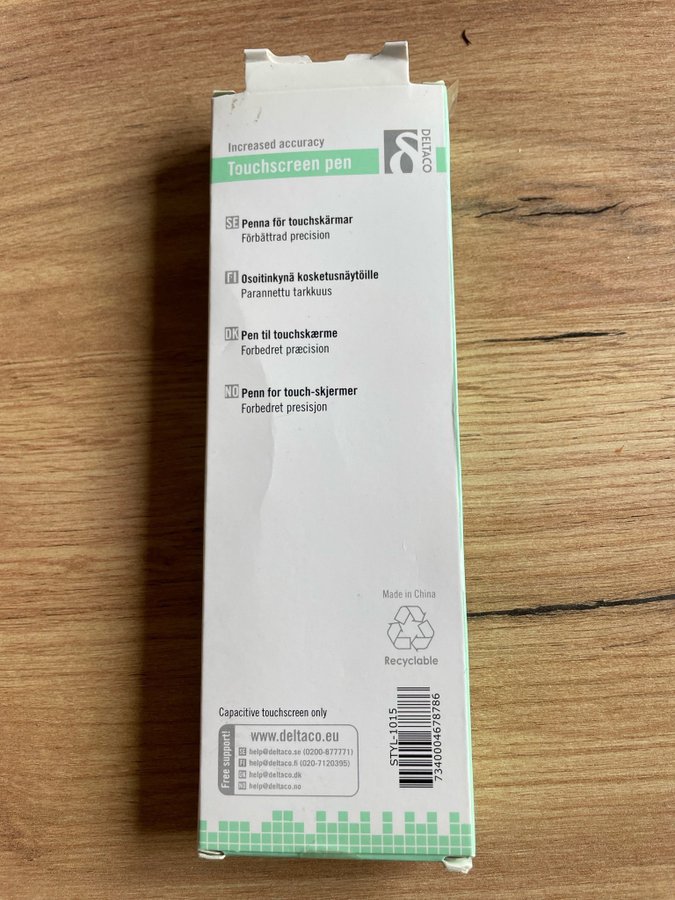 Increased accuracy
Touchscreen pen
DELTACO
SE Penna för touchskärmar
Förbättrad precision
FI Osoitinkynä kosketusnäytöille
Parannettu tarkkuus
DK Pen til touchskærme
Forbedret præcision
NO Penn for touch-skjermer
Forbedret presisjon
Made in China
Recyclable
Capacitive touchscreen only
Free support!
www.deltaco.eu
SE help@deltaco.se (0200-877771)
FI help@deltaco.fi (020-7120395)
DK help@deltaco.dk
NO help@deltaco.no
STYL-1015
7340004678786